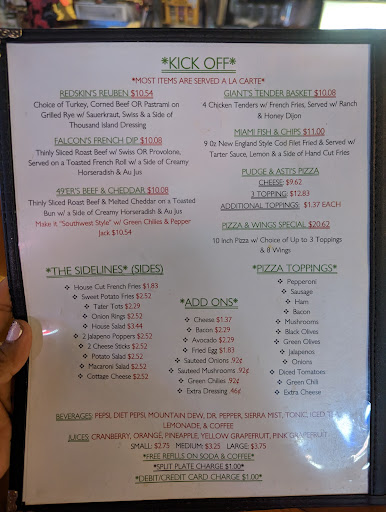 *KICK OFF*
*MOST ITEMS ARE SERVED A LA CARTE*
REDSKIN'S REUBEN $10.54
Choice of Turkey, Corned Beef OR Pastrami on
Grilled Rye w/ Sauerkraut, Swiss & a Side of
Thousand Island Dressing
FALCON'S FRENCH DIP $10.08
Thinly Sliced Roast Beef w/ Swiss OR Provolone,
Served on a Toasted French Roll w/ a Side of Creamy
Horseradish & Au Jus
49'ER'S BEEF & CHEDDAR $10.08
Thinly Sliced Roast Beef & Melted Cheddar on a Toasted
Bun w/ a Side of Creamy Horseradish & Au Jus
Make it "Southwest Style" w/ Green Chilies & Pepper
Jack $10.54
GIANT'S TENDER BASKET $10.08
4 Chicken Tenders w/ French Fries, Served w/ Ranch
& Honey Dijon
MIAMI FISH & CHIPS $11.00
9 Oz New England Style Cod Filet Fried & Served w/
Tarter Sauce, Lemon & a Side of Hand Cut Fries
PUDGE & ASTI'S PIZZA
CHEESE: $9.62
3 TOPPING: $12.83
ADDITIONAL TOPPINGS: $1.37 EACH
PIZZA & WINGS SPECIAL $20.62
10 Inch Pizza w/ Choice of Up to 3 Toppings
& 8 Wings
*THE SIDELINES* (SIDES)
❖ House Cut French Fries $1.83
❖ Sweet Potato Fries $2.52
❖ Tater Tots $2.29
❖ Onion Rings $2.52
❖ House Salad $3.44
❖ 2 Jalapeno Poppers $2.52
❖ 2 Cheese Sticks $2.52
❖ Potato Salad $2.52
❖ Macaroni Salad $2.52
❖ Cottage Cheese $2.52
*ADD ONS*
❖ Cheese $1.37
❖ Bacon $2.29
❖ Avocado $2.29
❖ Fried Egg $1.83
❖ Sauteed Onions .92¢
❖ Sauteed Mushrooms .92¢
❖ Green Chilies .92¢
❖ Extra Dressing .46¢
*PIZZA TOPPINGS*
❖ Pepperoni
❖ Sausage
❖ Ham
❖ Bacon
❖ Mushrooms
❖ Black Olives
❖ Green Olives
❖ Jalapenos
❖ Onions
❖ Diced Tomatoes
❖ Green Chili
❖ Extra Cheese
BEVERAGES: PEPSI, DIET PEPSI, MOUNTAIN DEW, DR. PEPPER, SIERRA MIST, TONIC, ICED
LEMONADE, & COFFEE
JUICES: CRANBERRY, ORANGE, PINEAPPLE, YELLOW GRAPEFRUIT, PINK GRAPEFRUIT
SMALL: $2.75 MEDIUM: $3.25 LARGE: $3.75
*FREE REFILLS ON SODA & COFFEE*
*SPLIT PLATE CHARGE $1.00*
*DEBIT/CREDIT CARD CHARGE $1.00*